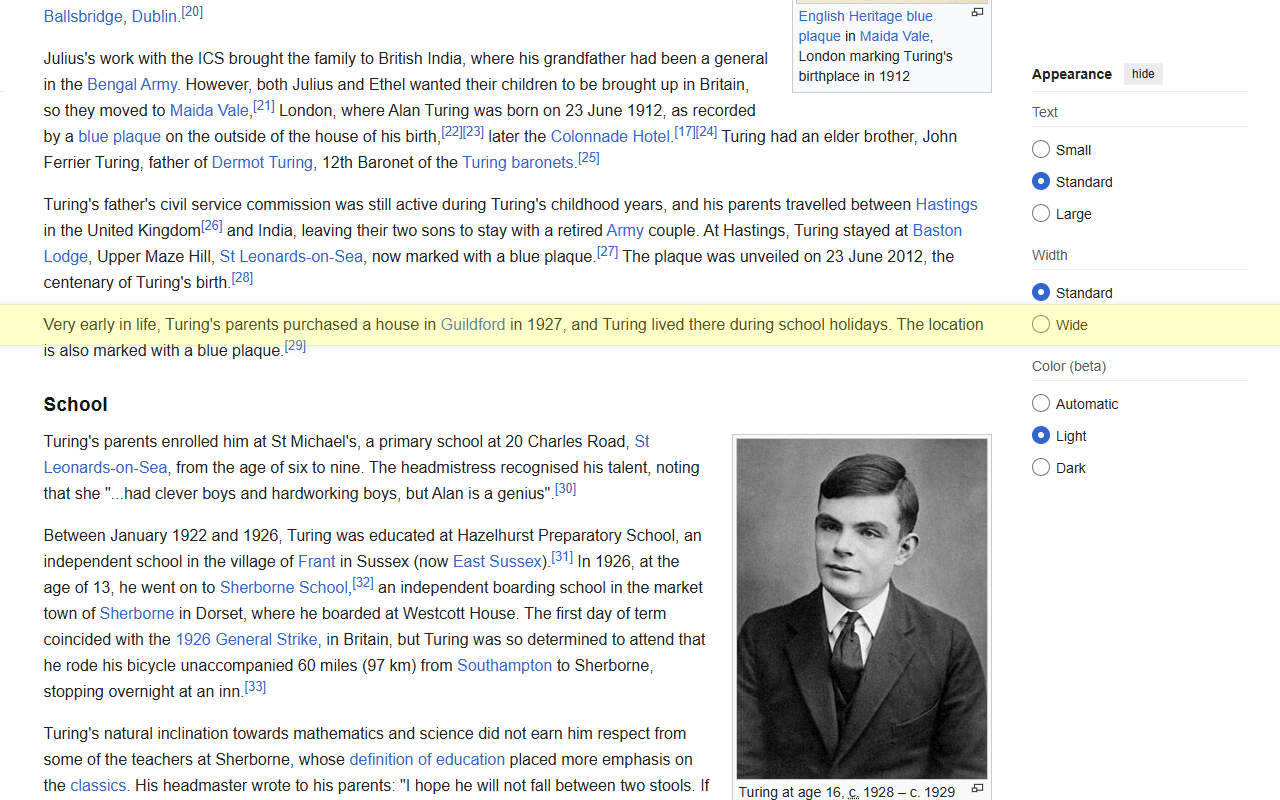 Ballsbridge, Dublin.[20]
Julius's work with the ICS brought the family to British India, where his grandfather had been a general
in the Bengal Army. However, both Julius and Ethel wanted their children to be brought up in Britain,
so they moved to Maida Vale,[21] London, where Alan Turing was born on 23 June 1912, as recorded
by a blue plaque on the outside of the house of his birth,[22][23] later the Colonnade Hotel.[17][24] Turing had an elder brother, John
Ferrier Turing, father of Dermot Turing, 12th Baronet of the Turing baronets.[25]
Turing's father's civil service commission was still active during Turing's childhood years, and his parents travelled between Hastings
in the United Kingdom[26] and India, leaving their two sons to stay with a retired Army couple. At Hastings, Turing stayed at Baston
Lodge, Upper Maze Hill, St Leonards-on-Sea, now marked with a blue plaque.[27] The plaque was unveiled on 23 June 2012, the
centenary of Turing's birth.[28]
Very early in life, Turing's parents purchased a house in Guildford in 1927, and Turing lived there during school holidays. The location
is also marked with a blue plaque.[29]
School
Turing's parents enrolled him at St Michael's, a primary school at 20 Charles Road, St
Leonards-on-Sea, from the age of six to nine. The headmistress recognised his talent, noting
that she "...had clever boys and hardworking boys, but Alan is a genius".[30]
Between January 1922 and 1926, Turing was educated at Hazelhurst Preparatory School, an
independent school in the village of Frant in Sussex (now East Sussex).[31] In 1926, at the
age of 13, he went on to Sherborne School,[32] an independent boarding school in the market
town of Sherborne in Dorset, where he boarded at Westcott House. The first day of term
coincided with the 1926 General Strike, in Britain, but Turing was so determined to attend that
he rode his bicycle unaccompanied 60 miles (97 km) from Southampton to Sherborne,
stopping overnight at an inn.[33]
Turing's natural inclination towards mathematics and science did not earn him respect from
some of the teachers at Sherborne, whose definition of education placed more emphasis on
the classics. His headmaster wrote to his parents: "I hope he will not fall between two stools. If
English Heritage blue
plaque in Maida Vale,
London marking Turing's
birthplace in 1912
Turing at age 16, c. 1928 – c. 1929
Appearance hide
Text
Small
Standard
Large
Width
Standard
Wide
Color (beta)
Automatic
Light
Dark